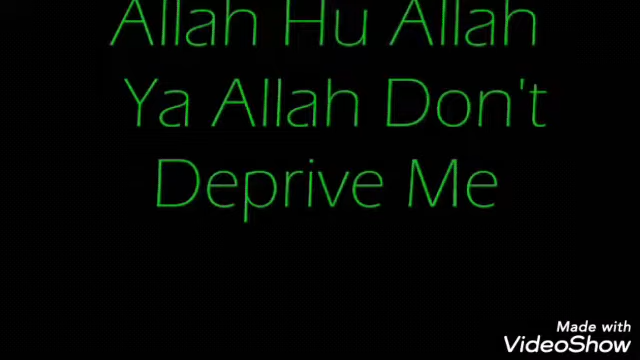 Allah Hu Allah
Ya Allah Don't
Deprive Me
Made with
VideoShow